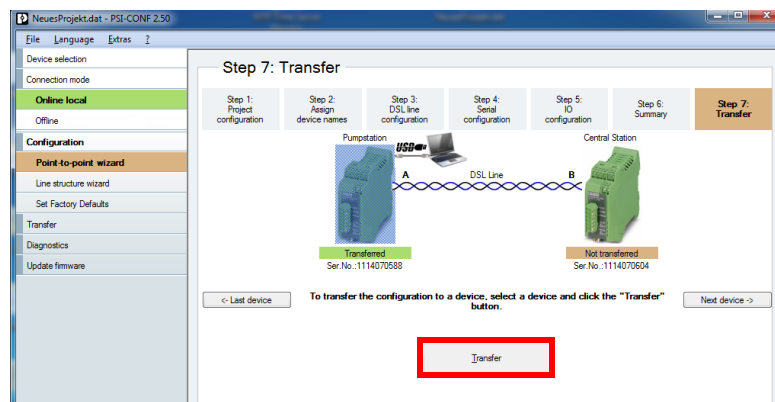 NeuesProjekt.dat - PSI-CONF 2.50
File Language Extras ?
Device selection
Connection mode
Online local
Offline
Configuration
Point-to-point wizard
Line structure wizard
Set Factory Defaults
Transfer
Diagnostics
Update firmware
Step 7: Transfer
Step 1:
Project
configuration
Step 2:
Assign
device names
Step 3:
DSL line
configuration
Step 4:
Serial
configuration
Step 5:
IO
configuration
Step 6:
Summary
Step 7:
Transfer
Pumpstation
USB
Central Station
A
DSL Line
B
Transferred
Not transferred
Ser.No.:1114070588
Ser.No.:1114070604
<- Last device
To transfer the configuration to a device, select a device and click the "Transfer"
button.
Next device ->
Transfer